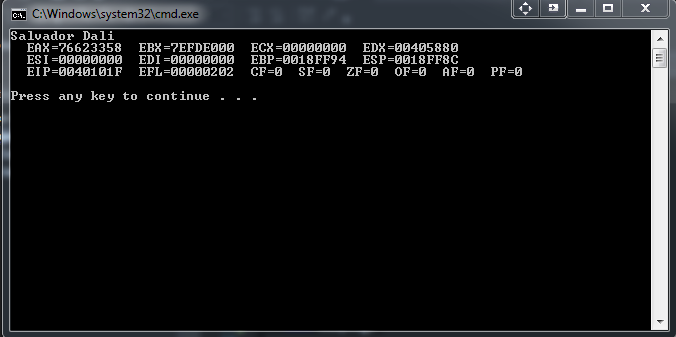 C:\Windows\system32\cmd.exe
Salvador Dali
EAX=76623358 EBX=7EFDE000 ECX=00000000 EDX=00405880
ESI=00000000 EDI=00000000 EBP=0018FF94 ESP=0018FF8C
EIP=0040101F EFL=00000202 CF=0 SF=0 ZF=0 OF=0 AF=0 PF=0
Press any key to continue . . .